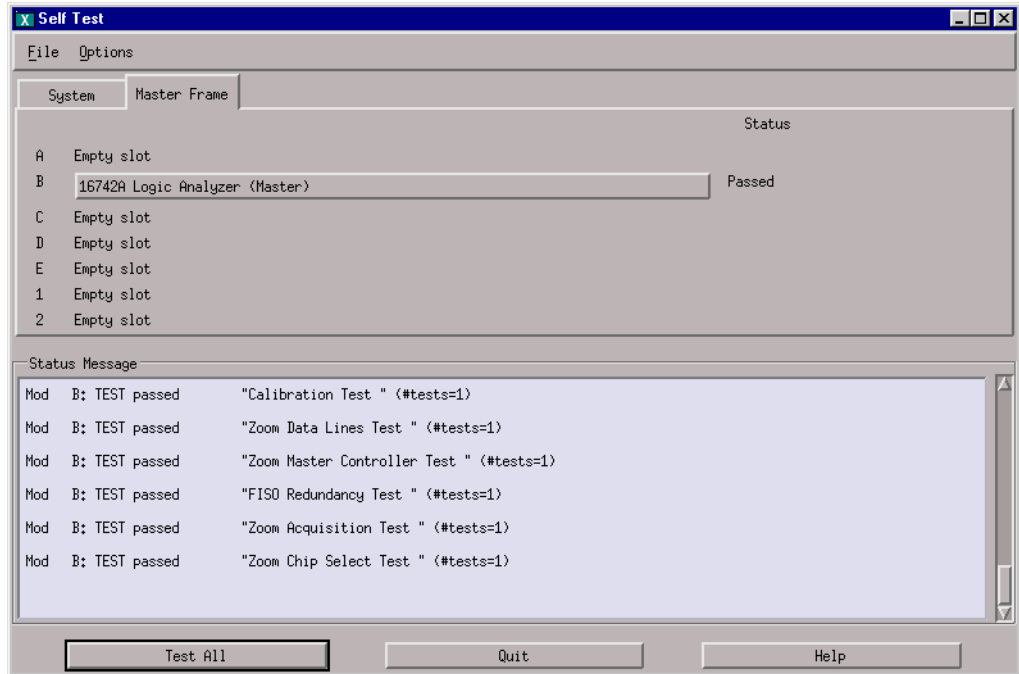 X Self Test
File Options
System Master Frame
Status
A Empty slot
B 16742A Logic Analyzer (Master) Passed
C Empty slot
D Empty slot
E Empty slot
1 Empty slot
2 Empty slot
Status Message
Mod B: TEST passed "Calibration Test " (#tests=1)
Mod B: TEST passed "Zoom Data Lines Test " (#tests=1)
Mod B: TEST passed "Zoom Master Controller Test " (#tests=1)
Mod B: TEST passed "FISO Redundancy Test " (#tests=1)
Mod B: TEST passed "Zoom Acquisition Test " (#tests=1)
Mod B: TEST passed "Zoom Chip Select Test " (#tests=1)
Test All Quit Help